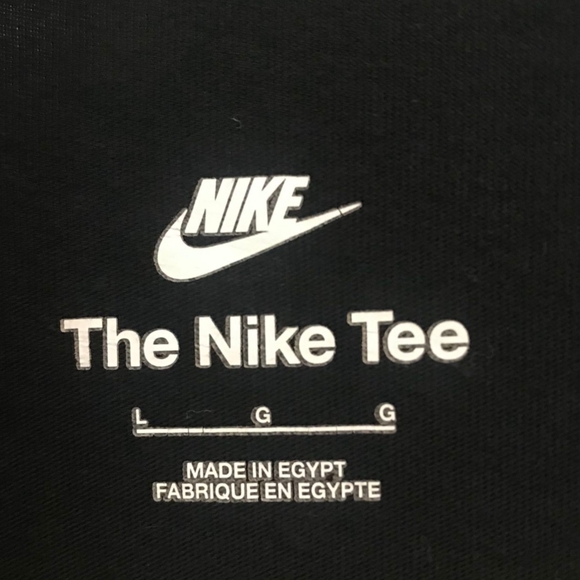 NIKE
The Nike Tee
L G G
MADE IN EGYPT
FABRIQUE EN EGYPTE